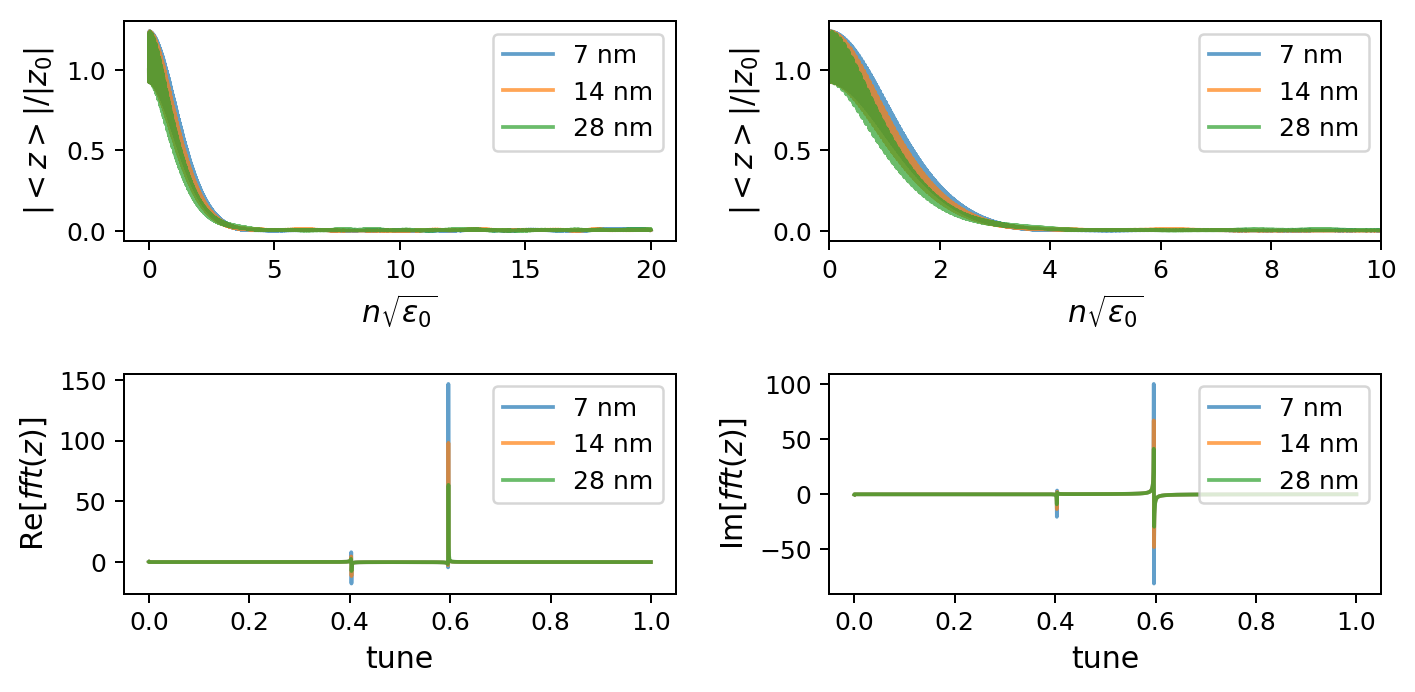 |<z>|/|z₀|
1.0
0.5
0.0
7 nm
14 nm
28 nm
0 5 10 15 20
n√ε₀
|<z>|/|z₀|
1.0
0.5
0.0
7 nm
14 nm
28 nm
0 2 4 6 8 10
n√ε₀
Re[fft(z)]
150
100
50
0
7 nm
14 nm
28 nm
0.0 0.2 0.4 0.6 0.8 1.0
tune
Im[fft(z)]
100
50
0
−50
7 nm
14 nm
28 nm
0.0 0.2 0.4 0.6 0.8 1.0
tune